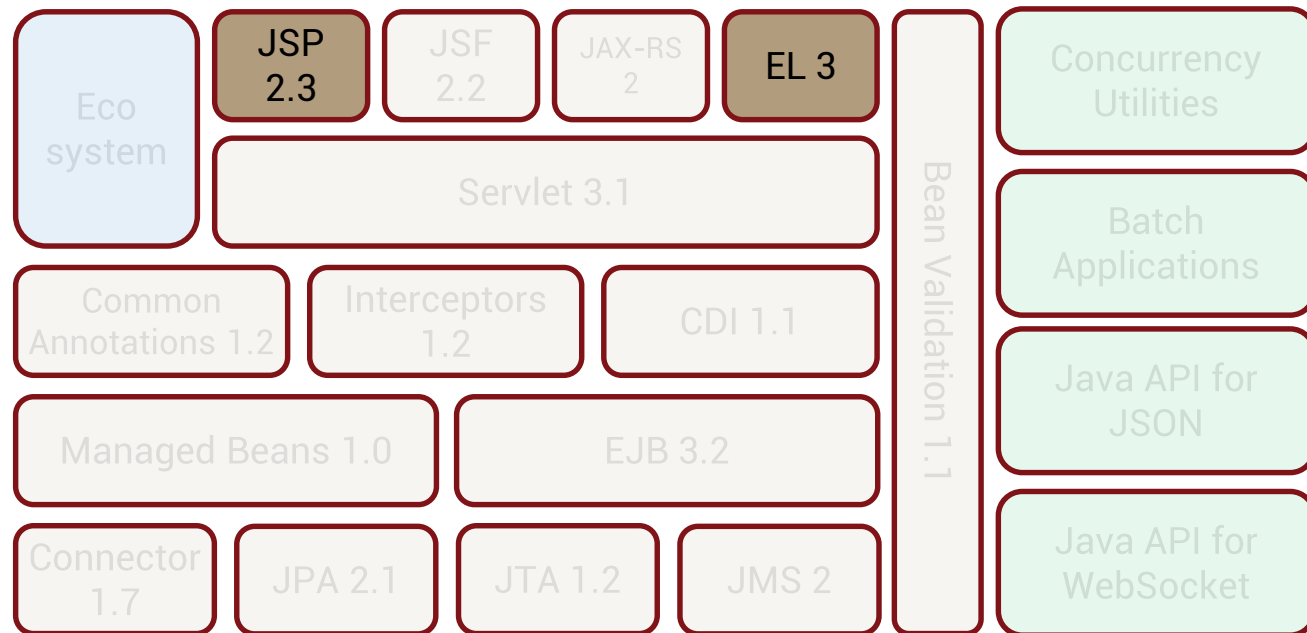 Eco
system
JSP
2.3
JSF
2.2
JAX-RS
2
EL 3
Servlet 3.1
Common
Annotations 1.2
Interceptors
1.2
CDI 1.1
Managed Beans 1.0
EJB 3.2
Connector
1.7
JPA 2.1
JTA 1.2
JMS 2
Bean Validation 1.1
Concurrency
Utilities
Batch
Applications
Java API for
JSON
Java API for
WebSocket